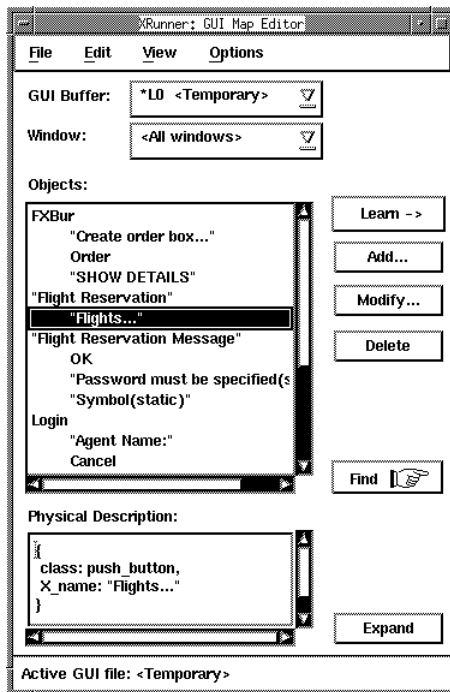 XRunner: GUI Map Editor
File Edit View Options
GUI Buffer: *L0 <Temporary>
Window: <All windows>
Objects:
FXBur
"Create order box..."
Order
"SHOW DETAILS"
"Flight Reservation"
"Flights..."
"Flight Reservation Message"
OK
"Password must be specified(s
"Symbol(static)"
Login
"Agent Name:"
Cancel
Learn ->
Add...
Modify...
Delete
Find
Physical Description:
{
class: push_button,
X_name: "Flights..."
}
Expand
Active GUI file: <Temporary>